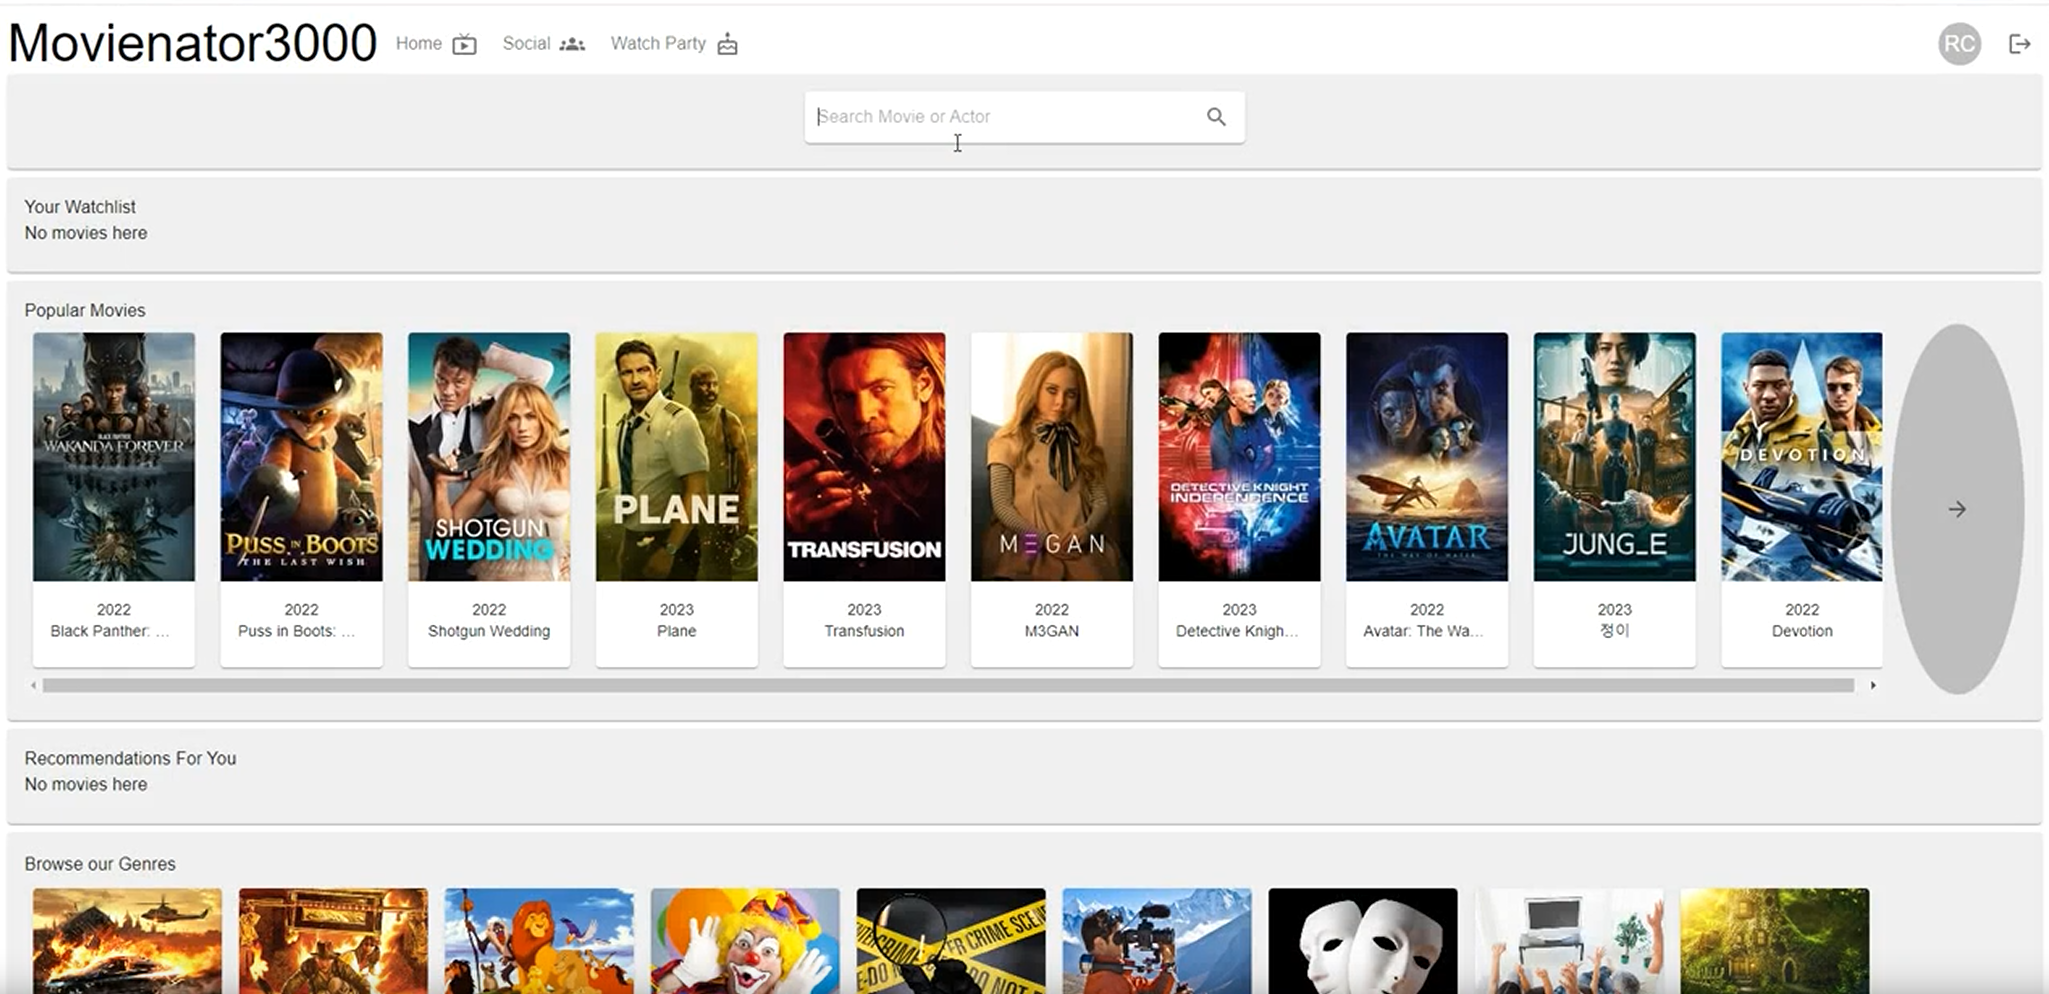 Movienator3000 Home Social Watch Party RC
Search Movie or Actor
Your Watchlist
No movies here
Popular Movies
BLACK PANTHER
WAKANDA FOREVER
PUSS IN BOOTS
THE LAST WISH
SHOTGUN
WEDDING
PLANE
TRANSFUSION
M3GAN
DETECTIVE KNIGHT
INDEPENDENCE
AVATAR
THE WAY OF WATER
JUNG_E
DEVOTION
2022
Black Panther: ...
2022
Puss in Boots: ...
2022
Shotgun Wedding
2023
Plane
2023
Transfusion
2022
M3GAN
2023
Detective Knigh...
2022
Avatar: The Wa...
2023
정이
2022
Devotion
Recommendations For You
No movies here
Browse our Genres
CRIME SCENE